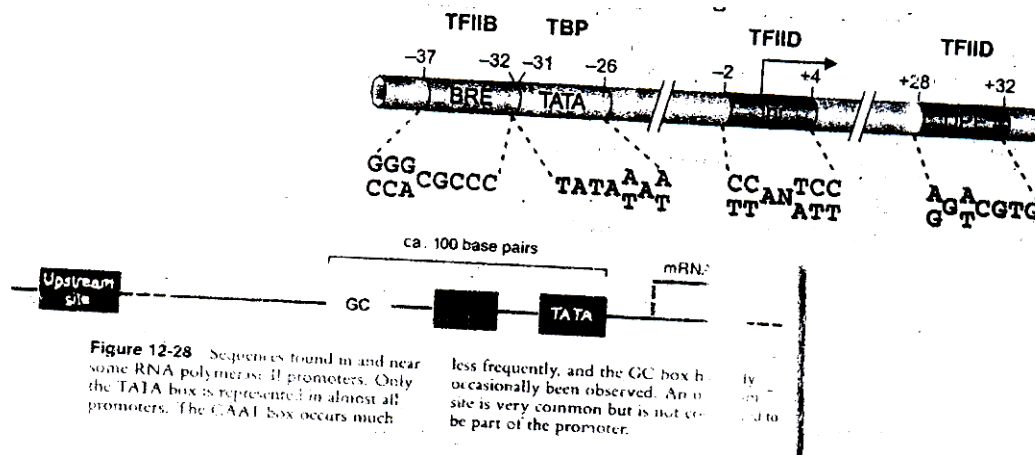 TFIIB TBP TFIID TFIID
-37 -32 -31 -26 -2 +4 +28 +32
BRE TATA
GGG CGCCC TATA A A A CC AN TCC A G A CGTG
CCA T T TT ATT G T
ca. 100 base pairs
mRN
Upstream
site
GC
TATA
Figure 12-28 Sequences found in and near
some RNA polymerase II promoters. Only
the TATA box is represented in almost all
promoters. The CAAT box occurs much
less frequently, and the GC box
occasionally been observed. An
site is very common but is not to
be part of the promoter.